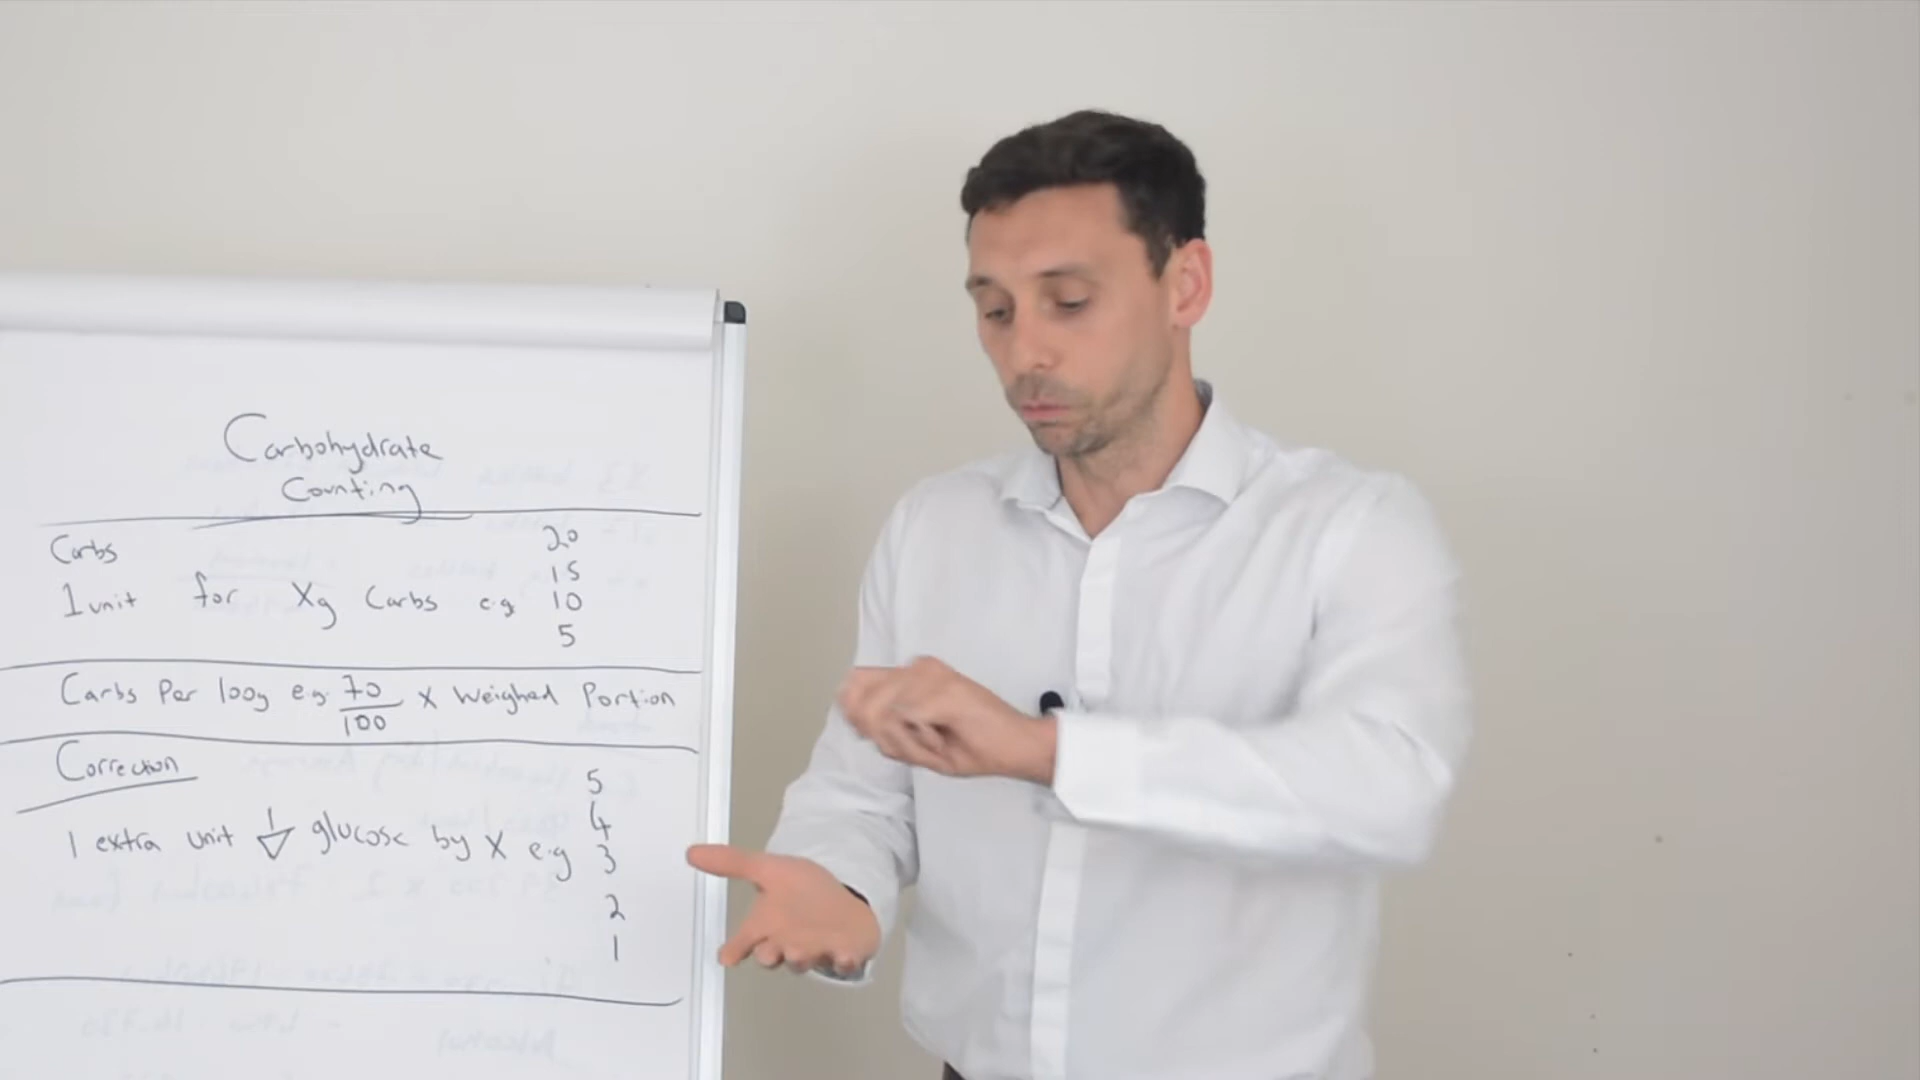 Carbohydrate
Counting
Carbs
1 unit for Xg Carbs e.g
20
15
10
5
Carbs Per 100g e.g. 70/100 x Weighed Portion
Correction
1 extra unit ↓ glucose by X e.g
5
4
3
2
1